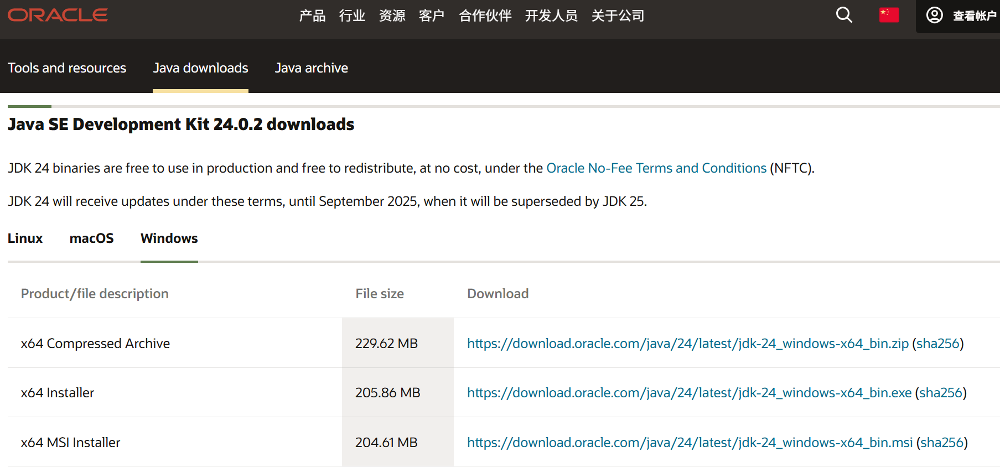 ORACLE 产品 行业 资源 客户 合作伙伴 开发人员 关于公司 查看帐户
Tools and resources Java downloads Java archive
Java SE Development Kit 24.0.2 downloads
JDK 24 binaries are free to use in production and free to redistribute, at no cost, under the Oracle No-Fee Terms and Conditions (NFTC).
JDK 24 will receive updates under these terms, until September 2025, when it will be superseded by JDK 25.
Linux macOS Windows
Product/file description File size Download
x64 Compressed Archive 229.62 MB https://download.oracle.com/java/24/latest/jdk-24_windows-x64_bin.zip (sha256)
x64 Installer 205.86 MB https://download.oracle.com/java/24/latest/jdk-24_windows-x64_bin.exe (sha256)
x64 MSI Installer 204.61 MB https://download.oracle.com/java/24/latest/jdk-24_windows-x64_bin.msi (sha256)